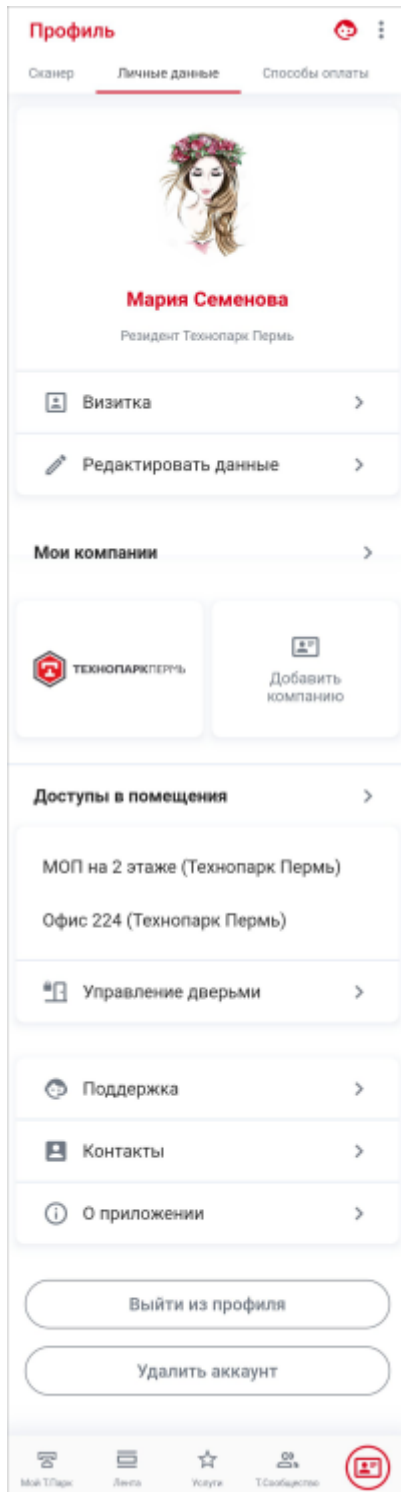 Профиль
Сканер Личные данные Способы оплаты
Мария Семенова
Резидент Технопарк Пермь
Визитка
Редактировать данные
Мои компании
ТЕХНОПАРКПЕРМЬ
Добавить
компанию
Доступы в помещения
МОП на 2 этаже (Технопарк Пермь)
Офис 224 (Технопарк Пермь)
Управление дверьми
Поддержка
Контакты
О приложении
Выйти из профиля
Удалить аккаунт
Мой Т.Парк Лента Услуги Т.Сообщество